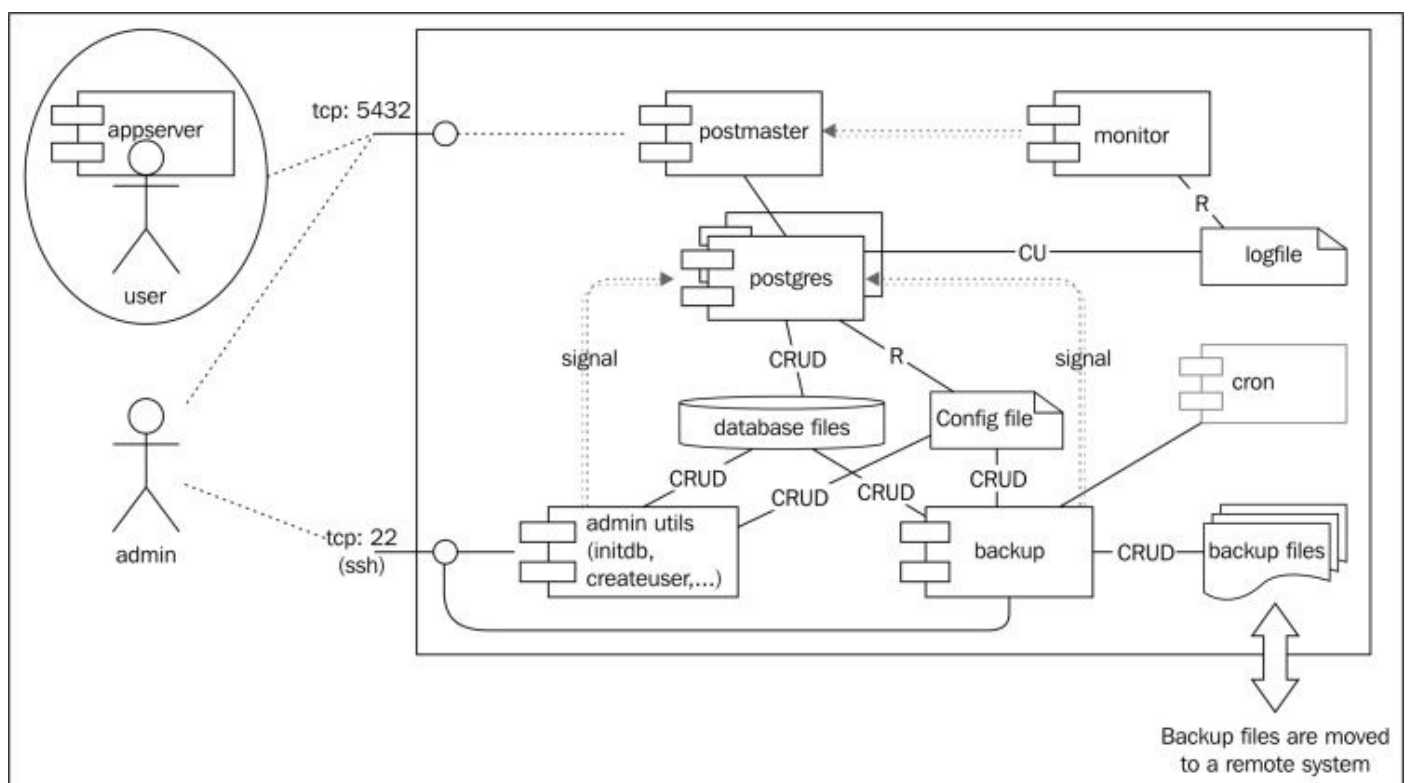 appserver
user
tcp: 5432
postmaster
monitor
R
logfile
CU
postgres
signal
CRUD
R
signal
cron
database files
Config file
CRUD
CRUD
CRUD
CRUD
admin
tcp: 22
(ssh)
admin utils
(initdb,
createuser,...)
backup
CRUD
backup files
Backup files are moved
to a remote system